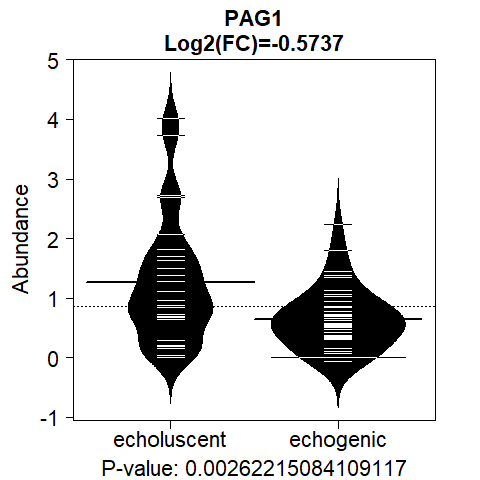 PAG1
Log2(FC)=-0.5737
Abundance
5
4
3
2
1
0
-1
echoluscent
echogenic
P-value: 0.00262215084109117